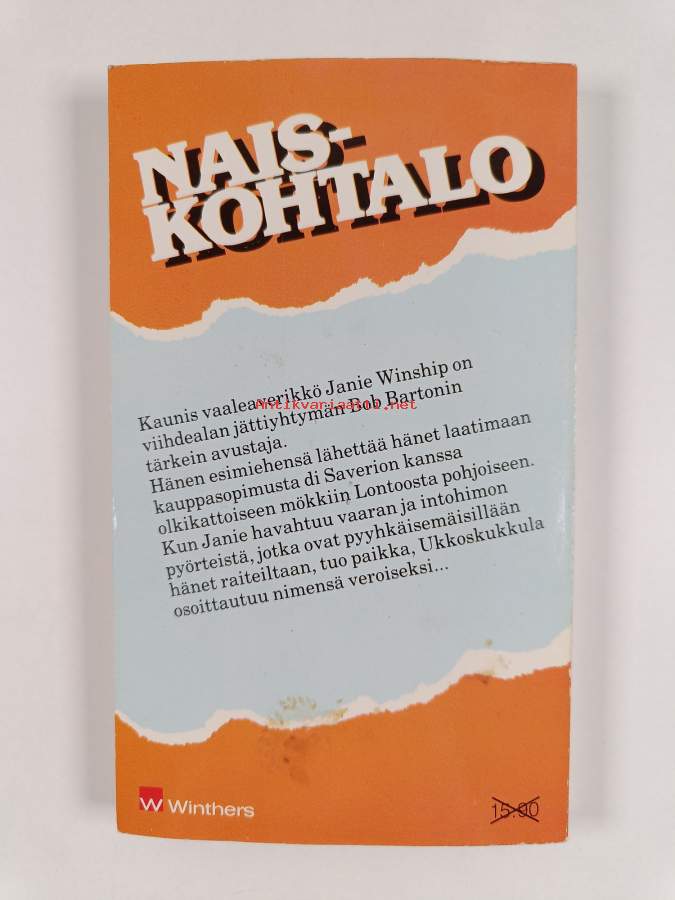 NAIS-
KOHTALO
Kaunis vaaleaverikkö Janie Winship on
Antikvariaatti.net
viihdealan jättiyhtymän Bob Bartonin
tärkein avustaja.
Hänen esimiehensä lähettää hänet laatimaan
kauppasopimusta di Saverion kanssa
olkikattoiseen mökkiin Lontoosta pohjoiseen.
Kun Janie havahtuu vaaran ja intohimon
pyörteistä, jotka ovat pyyhkäisemäisillään
hänet raiteiltaan, tuo paikka, Ukkoskukkula
osoittautuu nimensä veroiseksi...
W Winthers
15:90